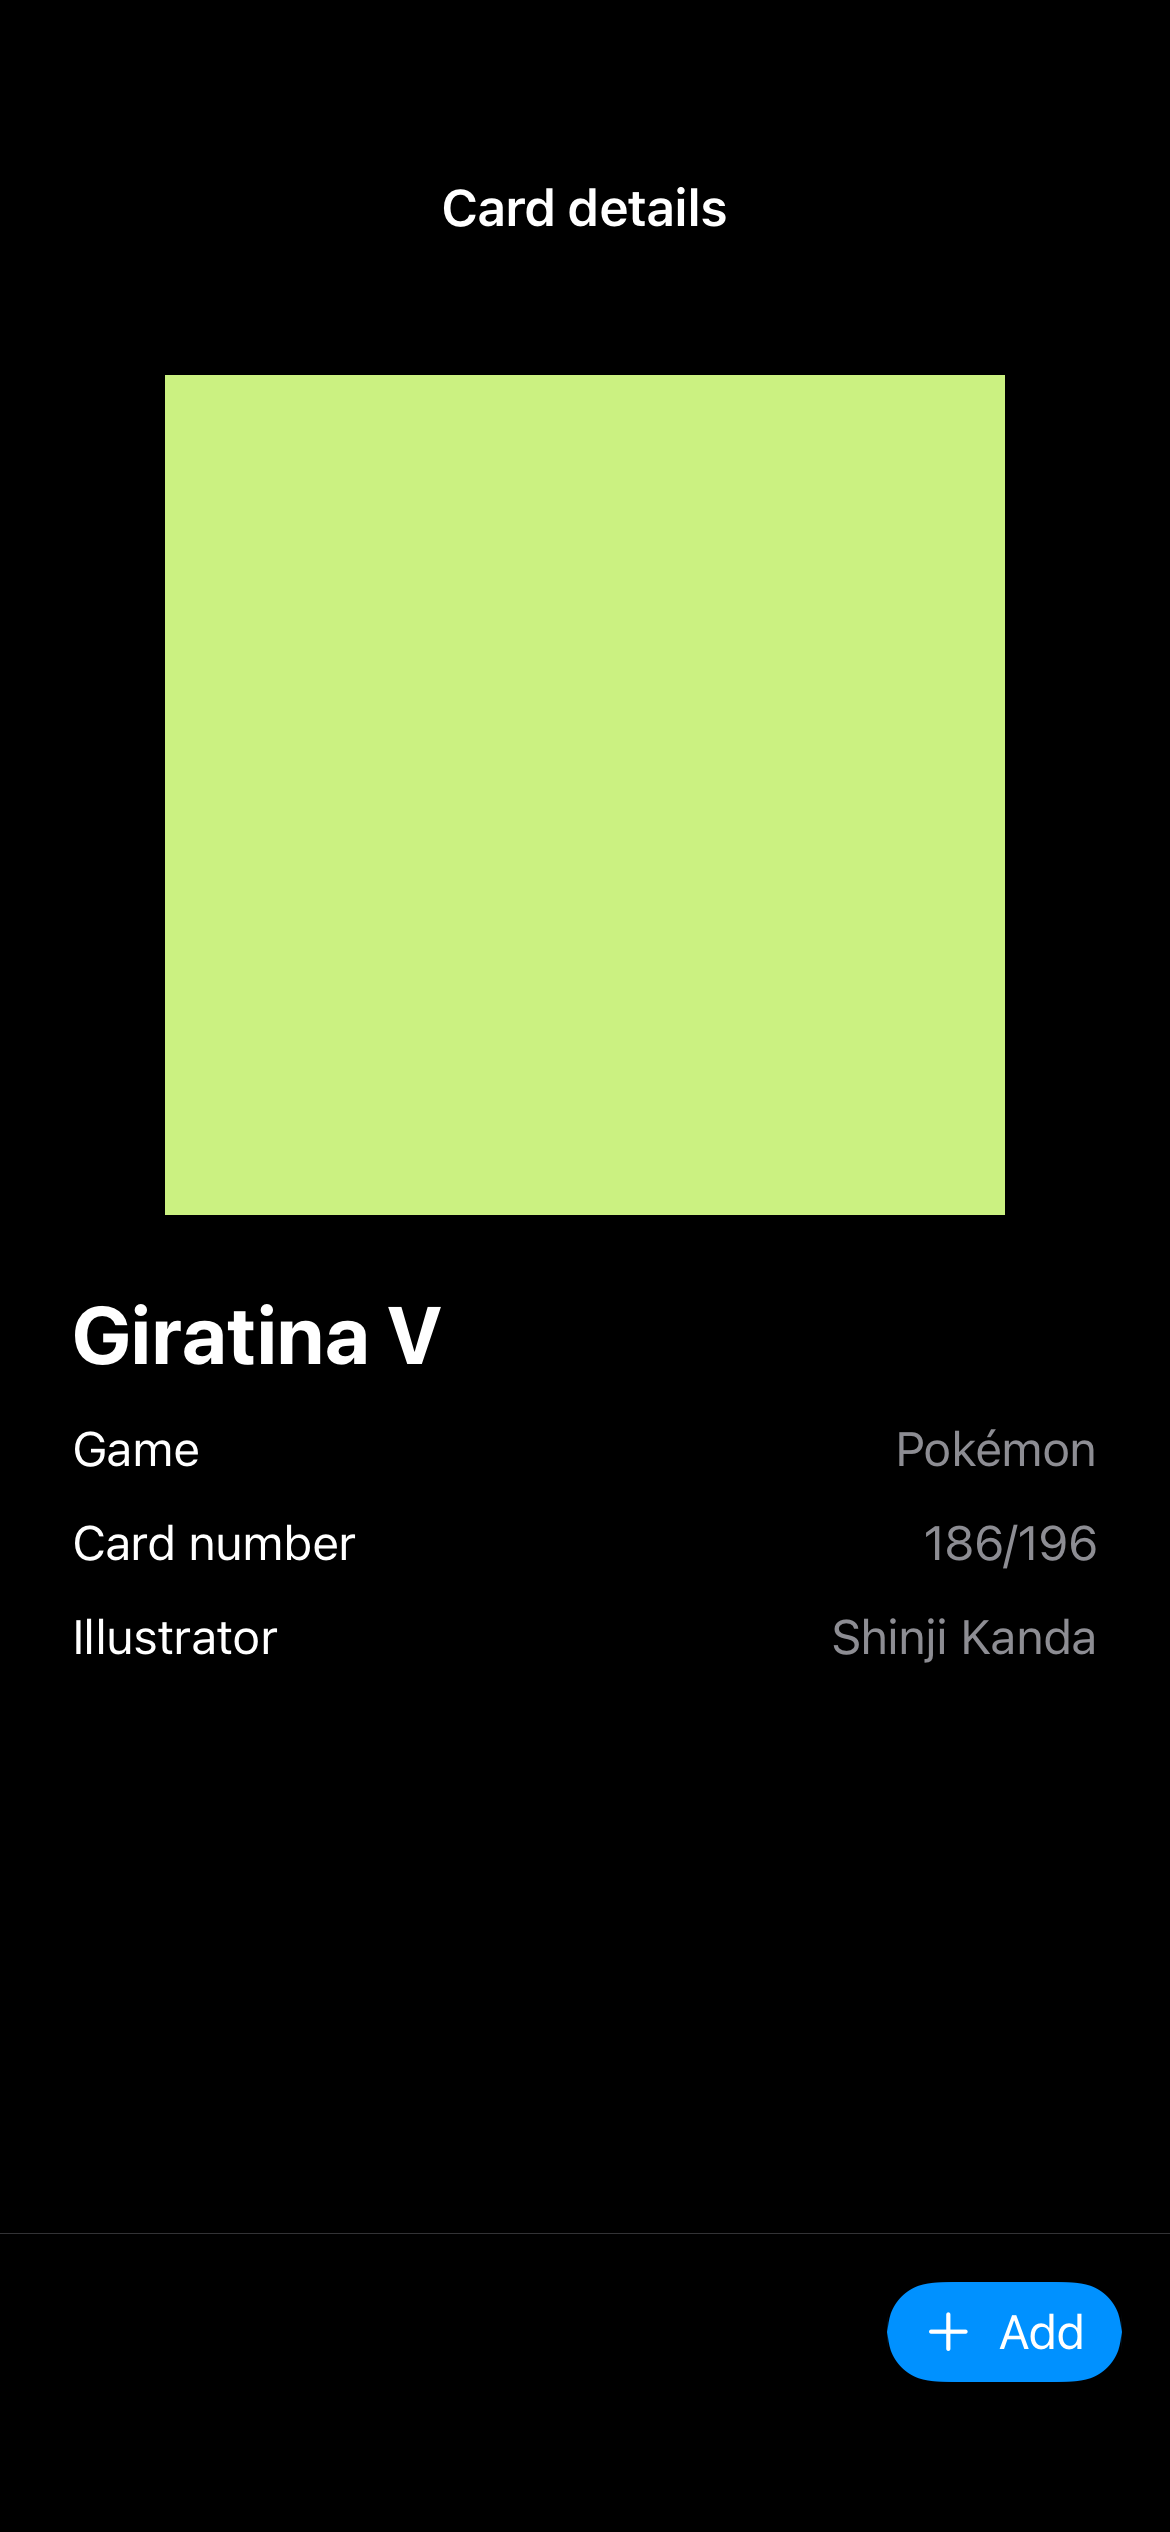 Card details
Giratina V
Game Pokémon
Card number 186/196
Illustrator Shinji Kanda
Add